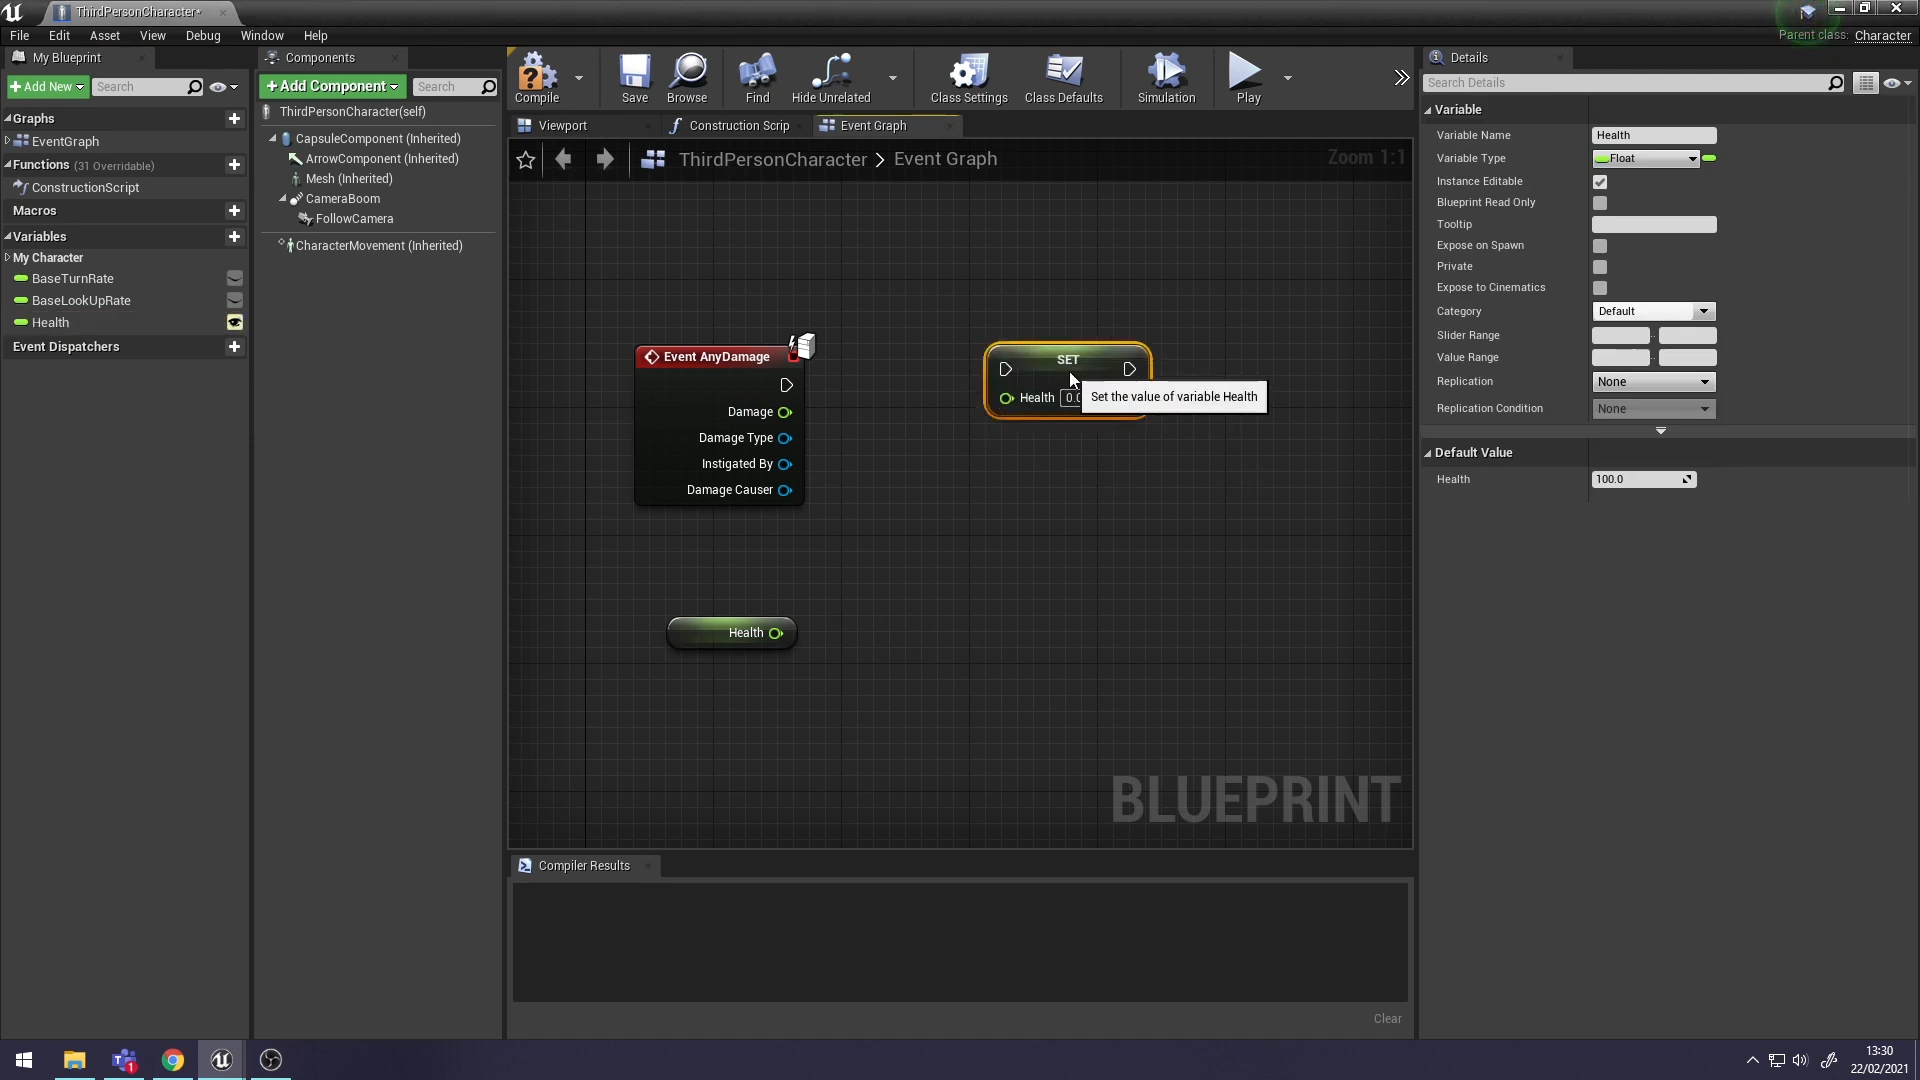 ThirdPersonCharacter*
File Edit Asset View Debug Window Help
Parent class: Character
My Blueprint
Add New
Search
Graphs
EventGraph
Functions (31 Overridable)
ConstructionScript
Macros
Variables
My Character
BaseTurnRate
BaseLookUpRate
Health
Event Dispatchers
Components
+Add Component
Search
ThirdPersonCharacter(self)
CapsuleComponent (Inherited)
ArrowComponent (Inherited)
Mesh (Inherited)
CameraBoom
FollowCamera
CharacterMovement (Inherited)
Compile Save Browse Find Hide Unrelated Class Settings Class Defaults Simulation Play
Viewport
Construction Scrip
Event Graph
ThirdPersonCharacter > Event Graph
Zoom 1:1
Event AnyDamage
Damage
Damage Type
Instigated By
Damage Causer
SET
Health 0.0
Set the value of variable Health
Health
BLUEPRINT
Compiler Results
Clear
Details
Search Details
Variable
Variable Name Health
Variable Type Float
Instance Editable
Blueprint Read Only
Tooltip
Expose on Spawn
Private
Expose to Cinematics
Category Default
Slider Range
Value Range
Replication None
Replication Condition None
Default Value
Health 100.0
1
13:30
22/02/2021